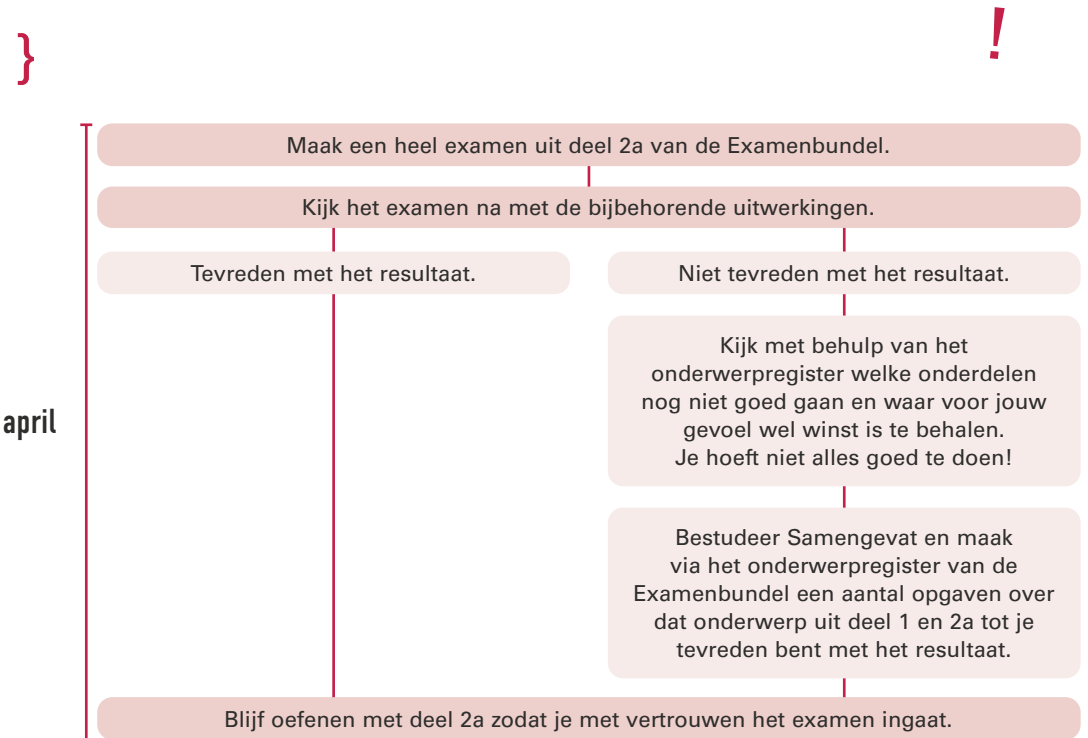 }
!
Maak een heel examen uit deel 2a van de Examenbundel.
Kijk het examen na met de bijbehorende uitwerkingen.
Tevreden met het resultaat.
Niet tevreden met het resultaat.
Kijk met behulp van het
onderwerpregister welke onderdelen
nog niet goed gaan en waar voor jouw
gevoel wel winst is te behalen.
Je hoeft niet alles goed te doen!
april
Bestudeer Samengevat en maak
via het onderwerpregister van de
Examenbundel een aantal opgaven over
dat onderwerp uit deel 1 en 2a tot je
tevreden bent met het resultaat.
Blijf oefenen met deel 2a zodat je met vertrouwen het examen ingaat.